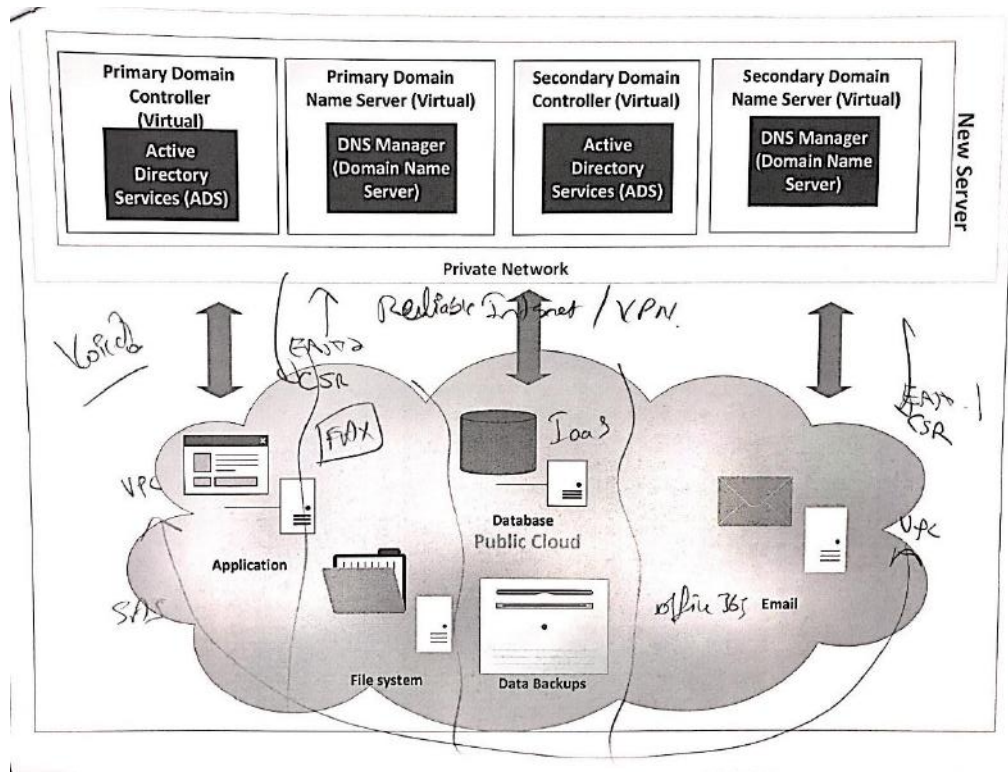 Primary Domain
Controller
(Virtual)
Active
Directory
Services (ADS)
Primary Domain
Name Server (Virtual)
DNS Manager
(Domain Name
Server)
Secondary Domain
Controller (Virtual)
Active
Directory
Services (ADS)
Secondary Domain
Name Server (Virtual)
DNS Manager
(Domain Name
Server)
New Server
Private Network
Reliable Internet / VPN.
CSR
CSR
FAX
IaaS
VPC
VPC
Application
Database
Public Cloud
office 365
Email
File system
Data Backups